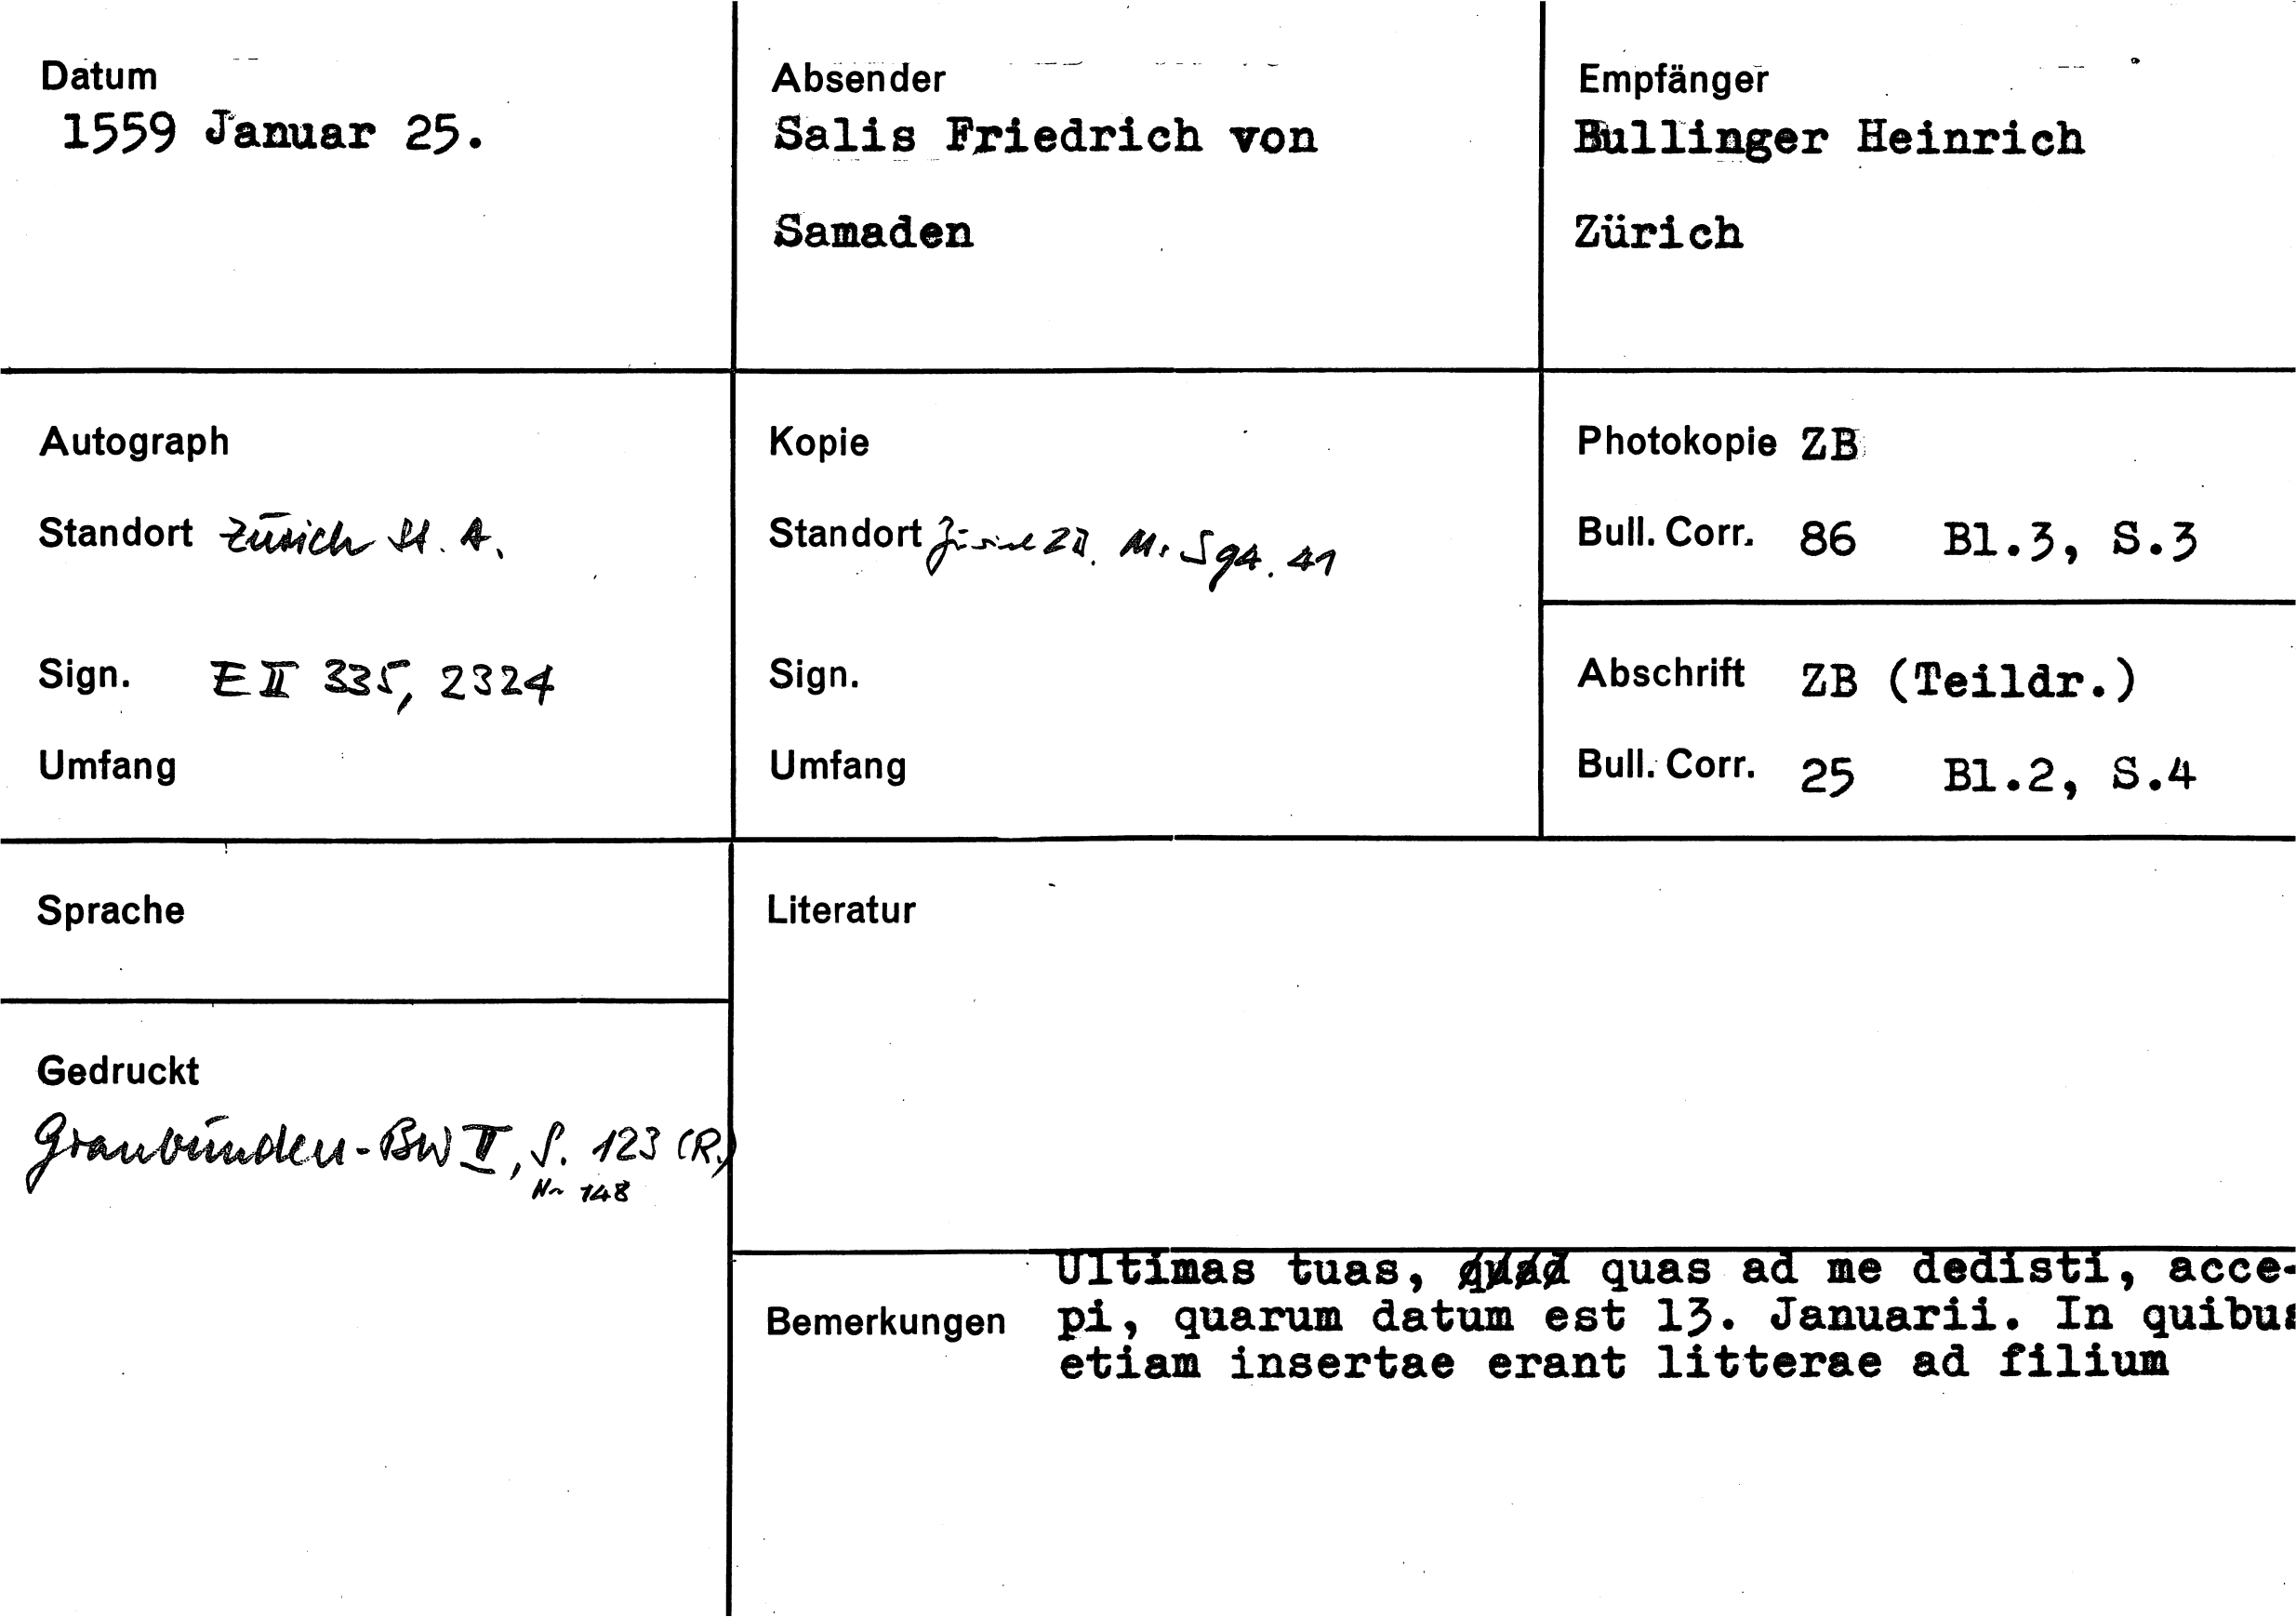 Datum
1559 Januar 25.
Absender
Salis Friedrich von
Samaden
Empfänger
Bullinger Heinrich
Zürich
Autograph
Standort Zürich St. A.
Sign. E II 335, 2324
Umfang
Kopie
Standort Zürich ZB. Ms S 94. 41
Sign.
Umfang
Photokopie ZB
Bull. Corr. 86 Bl.3, S.3
Abschrift ZB (Teildr.)
Bull. Corr. 25 Bl.2, S.4
Sprache
Literatur
Gedruckt
Graubünden-BW II, S. 123 (R.)
Nr 148
Bemerkungen
Ultimas tuas, quas ad me dedisti, acce-
pi, quarum datum est 13. Januarii. In quibus
etiam insertae erant litterae ad filium